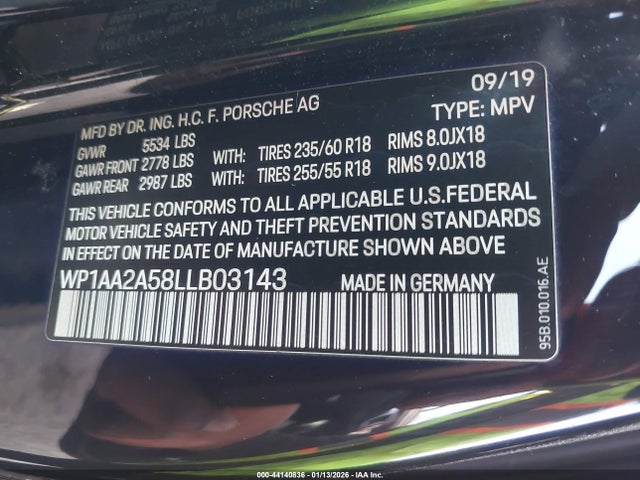 09/19
MFD BY DR. ING. H.C. F. PORSCHE AG
TYPE: MPV
GVWR 5534 LBS
GAWR FRONT 2778 LBS WITH: TIRES 235/60 R18 RIMS 8.0JX18
GAWR REAR 2987 LBS WITH: TIRES 255/55 R18 RIMS 9.0JX18
THIS VEHICLE CONFORMS TO ALL APPLICABLE U.S.FEDERAL
MOTOR VEHICLE SAFETY AND THEFT PREVENTION STANDARDS
IN EFFECT ON THE DATE OF MANUFACTURE SHOWN ABOVE
WP1AA2A58LLB03143 MADE IN GERMANY
95B.010.016.AE
000-44140836 - 01/13/2026 - IAA Inc.